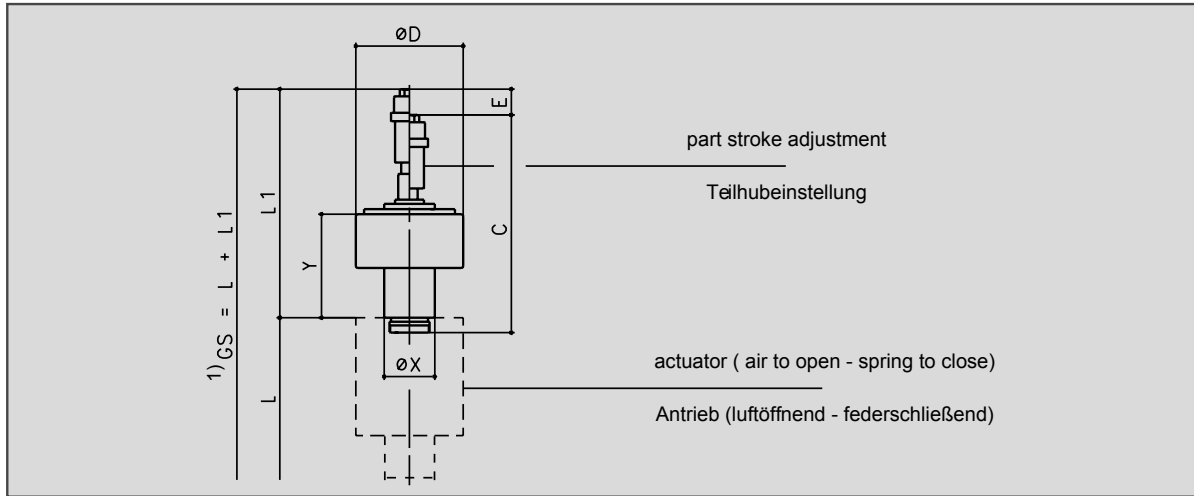 øD
E
part stroke adjustment
Teilhubeinstellung
L1
C
Y
1) GS = L + L1
øX
actuator ( air to open - spring to close)
L
Antrieb (luftöffnend - federschließend)